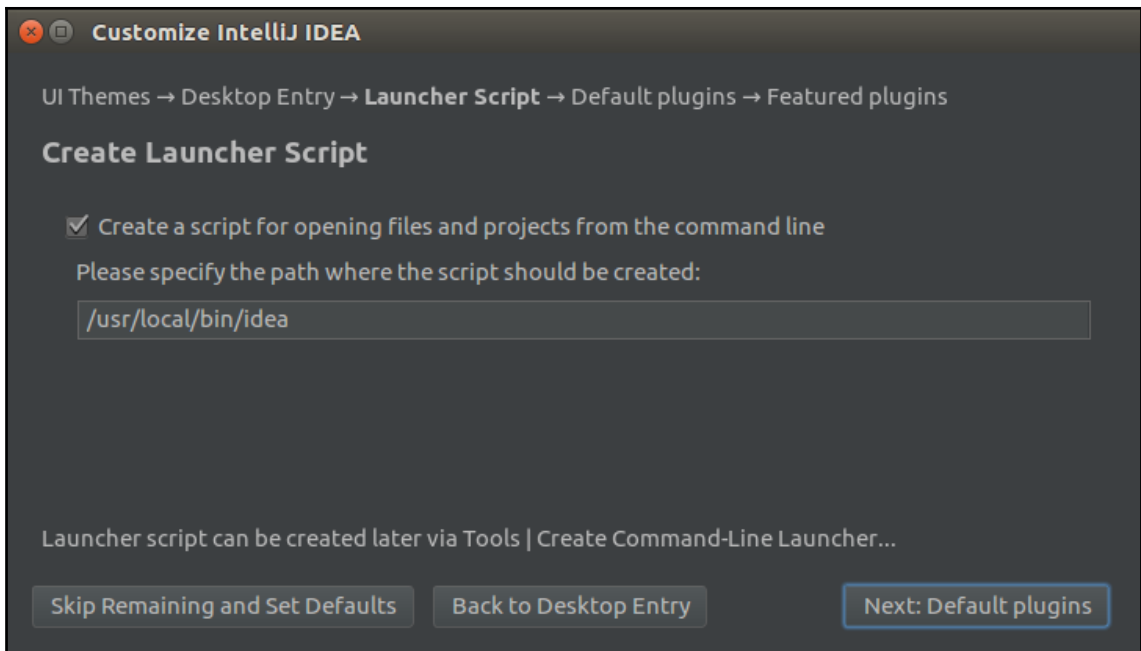 Customize IntelliJ IDEA
UI Themes → Desktop Entry → Launcher Script → Default plugins → Featured plugins
Create Launcher Script
Create a script for opening files and projects from the command line
Please specify the path where the script should be created:
/usr/local/bin/idea
Launcher script can be created later via Tools | Create Command-Line Launcher...
Skip Remaining and Set Defaults Back to Desktop Entry Next: Default plugins